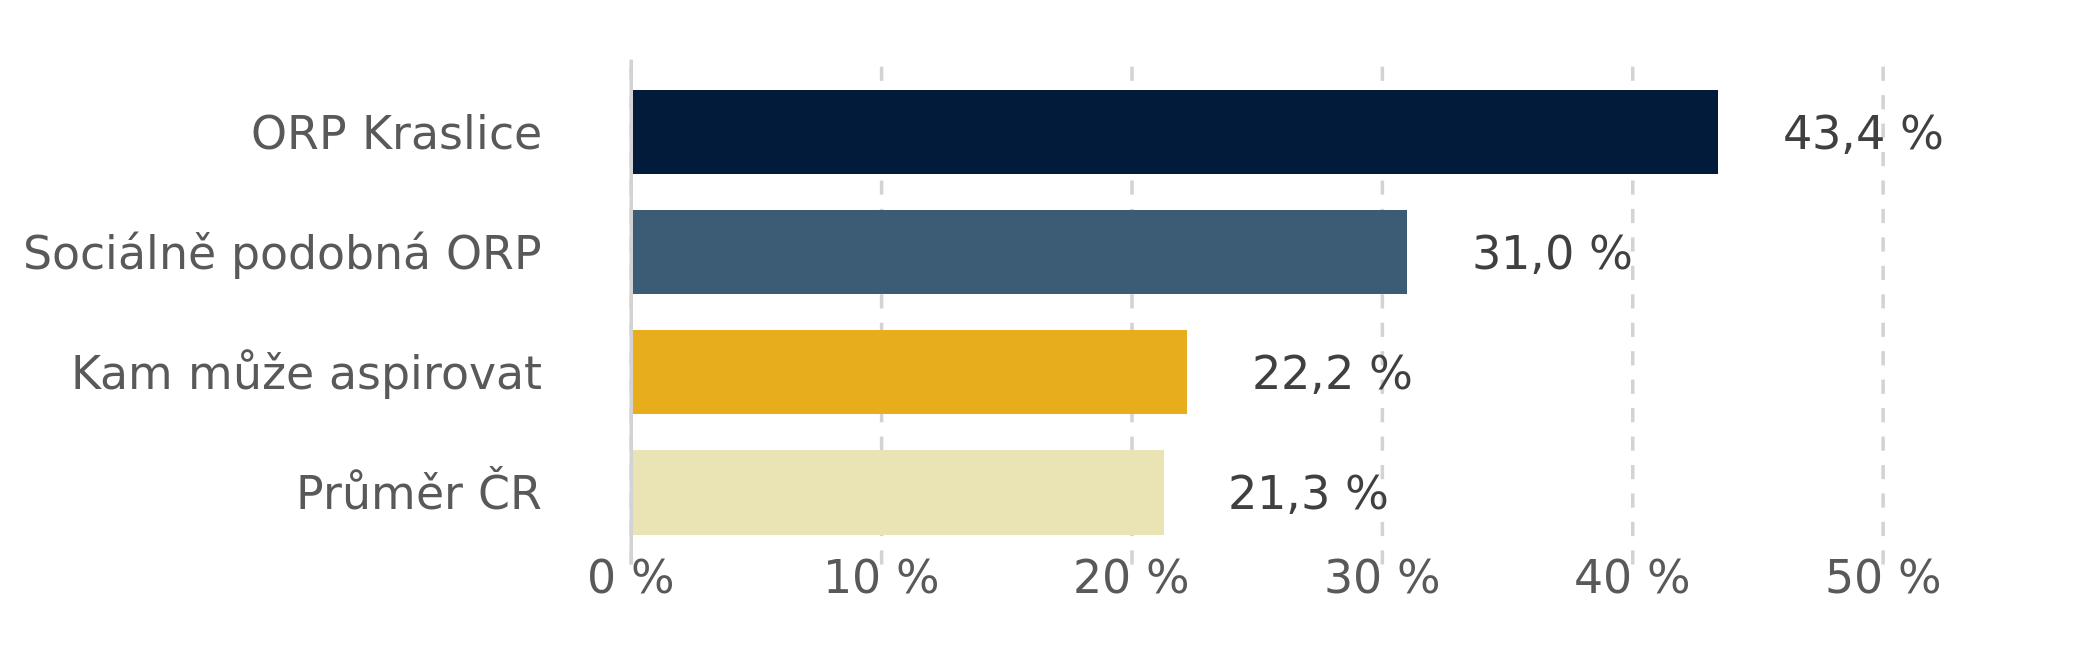 ORP Kraslice 43,4 %
Sociálně podobná ORP 31,0 %
Kam může aspirovat 22,2 %
Průměr ČR 21,3 %
0 % 10 % 20 % 30 % 40 % 50 %